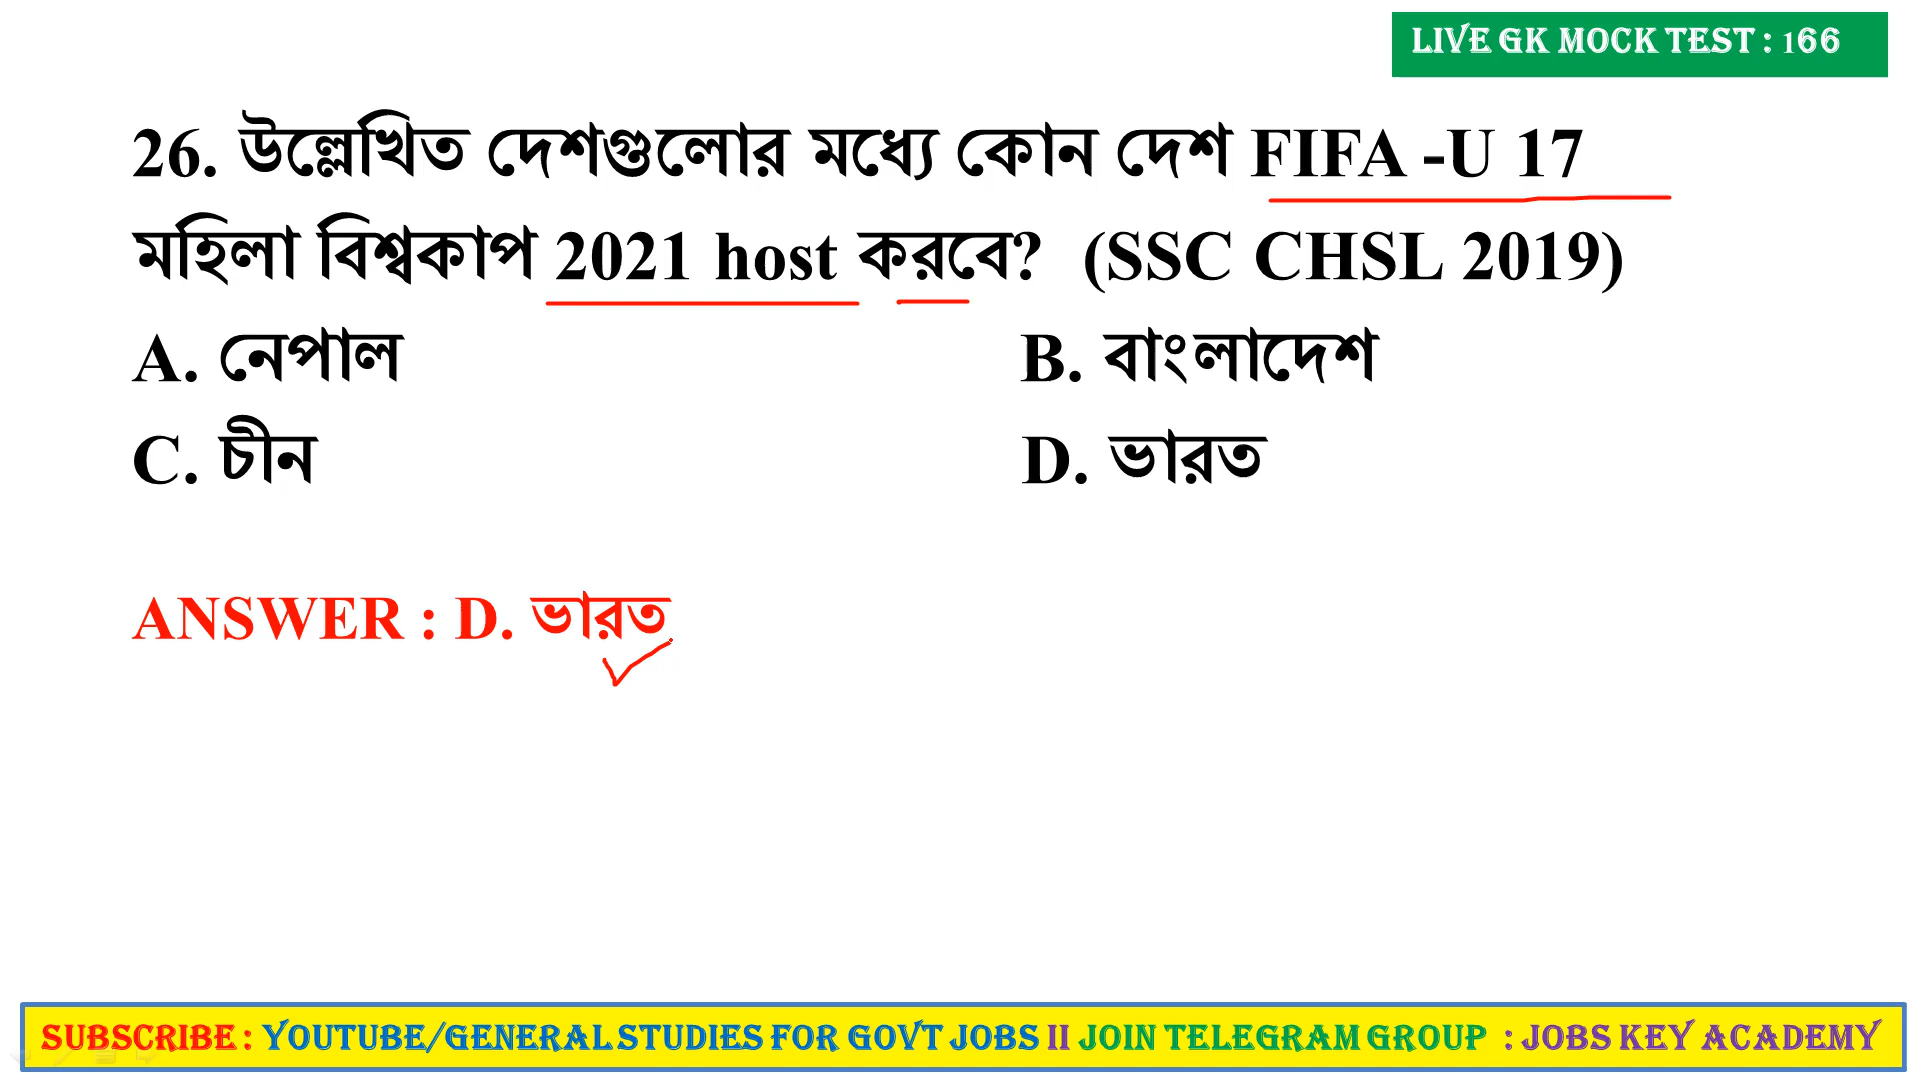 LIVE GK MOCK TEST : 166
26. উল্লেখিত দেশগুলোর মধ্যে কোন দেশ FIFA -U 17
মহিলা বিশ্বকাপ 2021 host করবে? (SSC CHSL 2019)
A. নেপাল B. বাংলাদেশ
C. চীন D. ভারত
ANSWER : D. ভারত
SUBSCRIBE : YOUTUBE/GENERAL STUDIES FOR GOVT JOBS II JOIN TELEGRAM GROUP : JOBS KEY ACADEMY